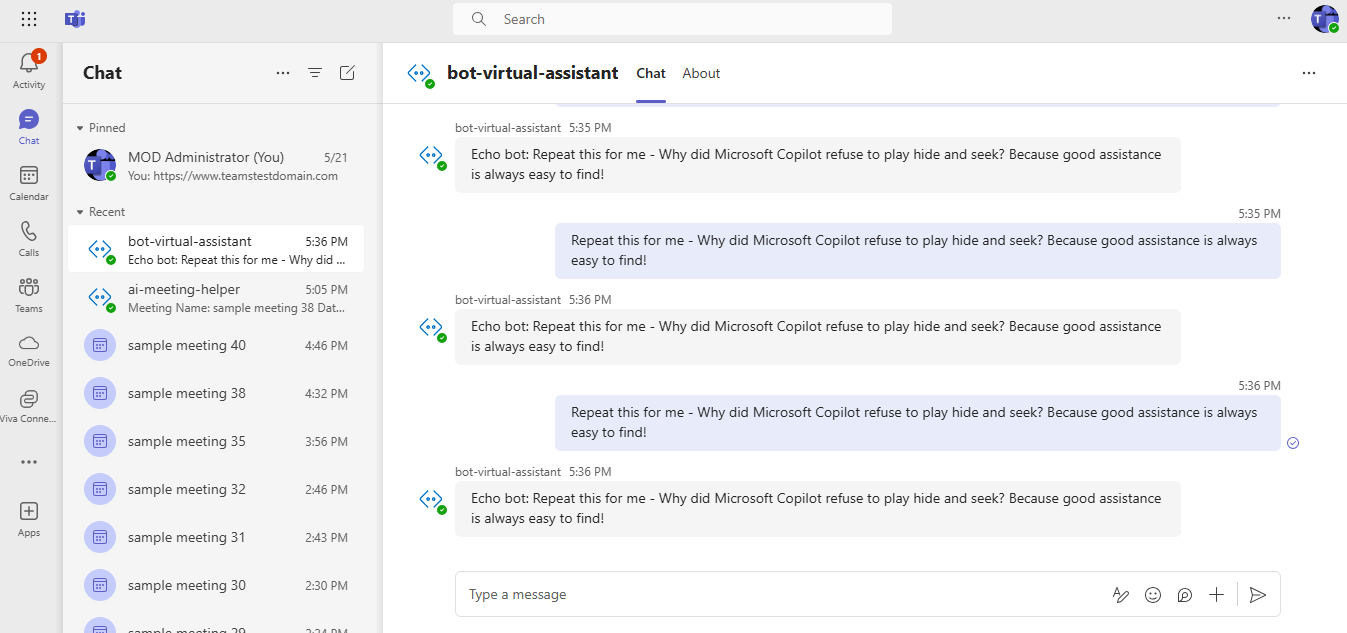 Search
1
Activity
Chat
Calendar
Calls
Teams
OneDrive
Viva Conne...
Apps
Chat
Pinned
MOD Administrator (You) 5/21
You: https://www.teamstestdomain.com
Recent
bot-virtual-assistant 5:36 PM
Echo bot: Repeat this for me - Why did ...
ai-meeting-helper 5:05 PM
Meeting Name: sample meeting 38 Dat...
sample meeting 40 4:46 PM
sample meeting 38 4:32 PM
sample meeting 35 3:56 PM
sample meeting 32 2:46 PM
sample meeting 31 2:43 PM
sample meeting 30 2:30 PM
sample meeting 29 2:24 PM
bot-virtual-assistant Chat About
bot-virtual-assistant 5:35 PM
Echo bot: Repeat this for me - Why did Microsoft Copilot refuse to play hide and seek? Because good assistance
is always easy to find!
5:35 PM
Repeat this for me - Why did Microsoft Copilot refuse to play hide and seek? Because good assistance is always
easy to find!
bot-virtual-assistant 5:36 PM
Echo bot: Repeat this for me - Why did Microsoft Copilot refuse to play hide and seek? Because good assistance
is always easy to find!
5:36 PM
Repeat this for me - Why did Microsoft Copilot refuse to play hide and seek? Because good assistance is always
easy to find!
bot-virtual-assistant 5:36 PM
Echo bot: Repeat this for me - Why did Microsoft Copilot refuse to play hide and seek? Because good assistance
is always easy to find!
Type a message